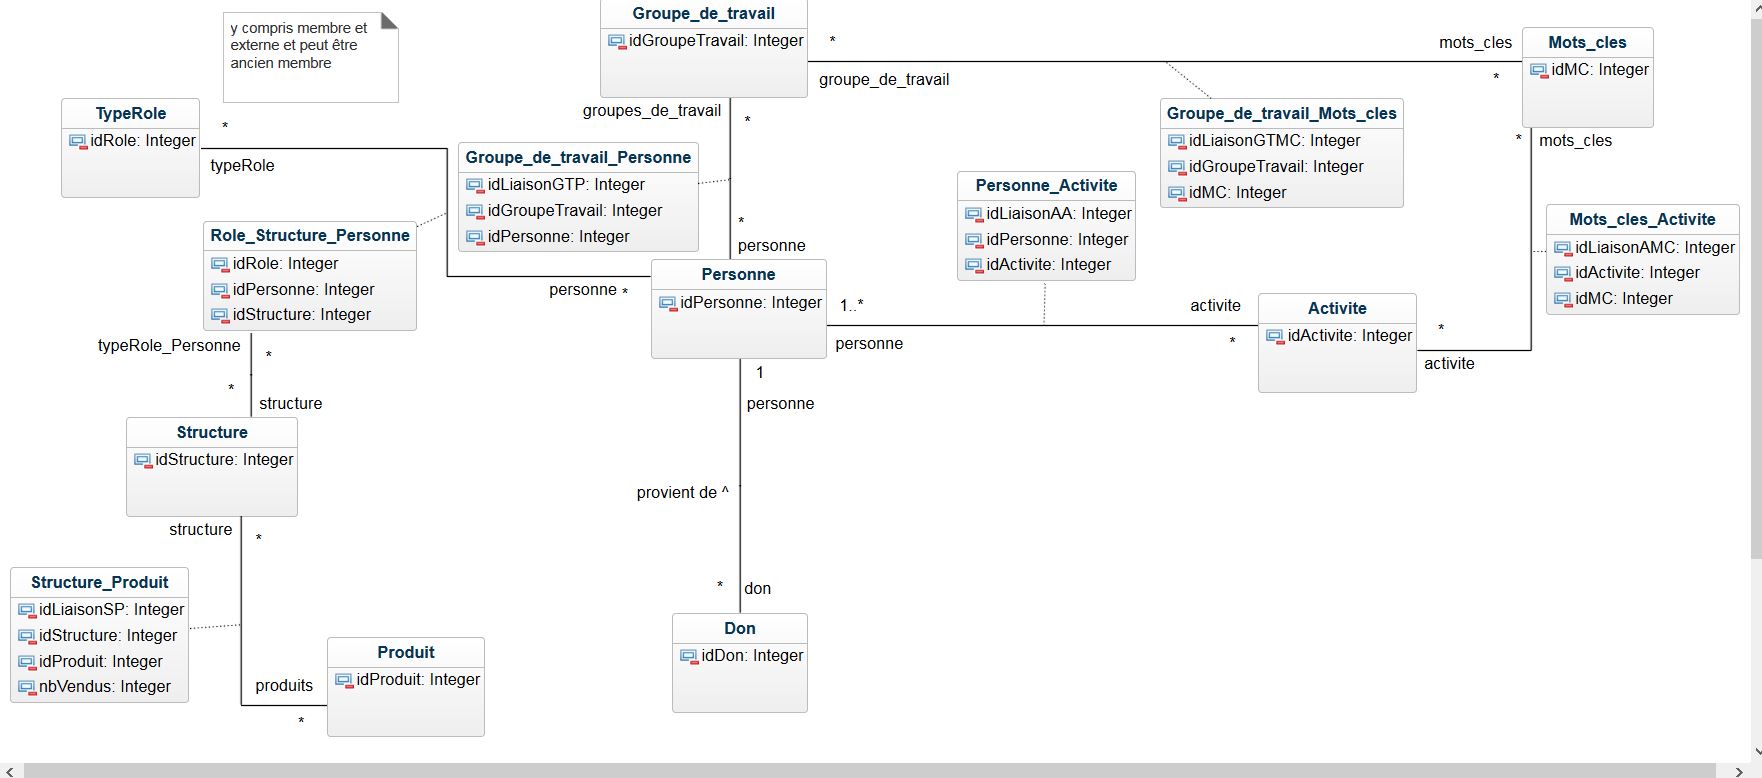 y compris membre et
externe et peut être
ancien membre
Groupe_de_travail
idGroupeTravail: Integer
*
groupe_de_travail
mots_cles
*
Mots_cles
idMC: Integer
Groupe_de_travail_Mots_cles
idLiaisonGTMC: Integer
idGroupeTravail: Integer
idMC: Integer
groupes_de_travail
*
TypeRole
idRole: Integer
*
typeRole
Groupe_de_travail_Personne
idLiaisonGTP: Integer
idGroupeTravail: Integer
idPersonne: Integer
*
personne
Personne_Activite
idLiaisonAA: Integer
idPersonne: Integer
idActivite: Integer
*
mots_cles
Mots_cles_Activite
idLiaisonAMC: Integer
idActivite: Integer
idMC: Integer
Role_Structure_Personne
idRole: Integer
idPersonne: Integer
idStructure: Integer
personne *
Personne
idPersonne: Integer
1..*
personne
activite
*
Activite
idActivite: Integer
*
activite
typeRole_Personne
*
*
structure
Structure
idStructure: Integer
1
personne
provient de ^
*
don
Don
idDon: Integer
structure
*
Structure_Produit
idLiaisonSP: Integer
idStructure: Integer
idProduit: Integer
nbVendus: Integer
produits
*
Produit
idProduit: Integer